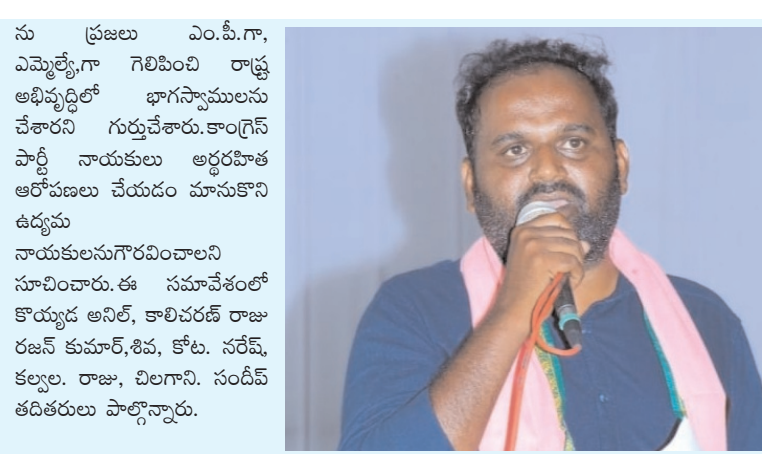 ను ప్రజలు ఎం.పీ.గా,
ఎమ్మెల్యే,గా గెలిపించి రాష్ట్ర
అభివృద్ధిలో భాగస్వాములను
చేశారని గుర్తుచేశారు.కాంగ్రెస్
పార్టీ నాయకులు అర్థరహిత
ఆరోపణలు చేయడం మానుకొని
ఉద్యమ
నాయకులనుగౌరవించాలని
సూచించారు.ఈ సమావేశంలో
కొయ్యడ అనిల్, కాలిచరణ్ రాజు
రజన్ కుమార్,శివ, కోట. నరేష్,
కల్వల. రాజు, చిలగాని. సందీప్
తదితరులు పాల్గొన్నారు.